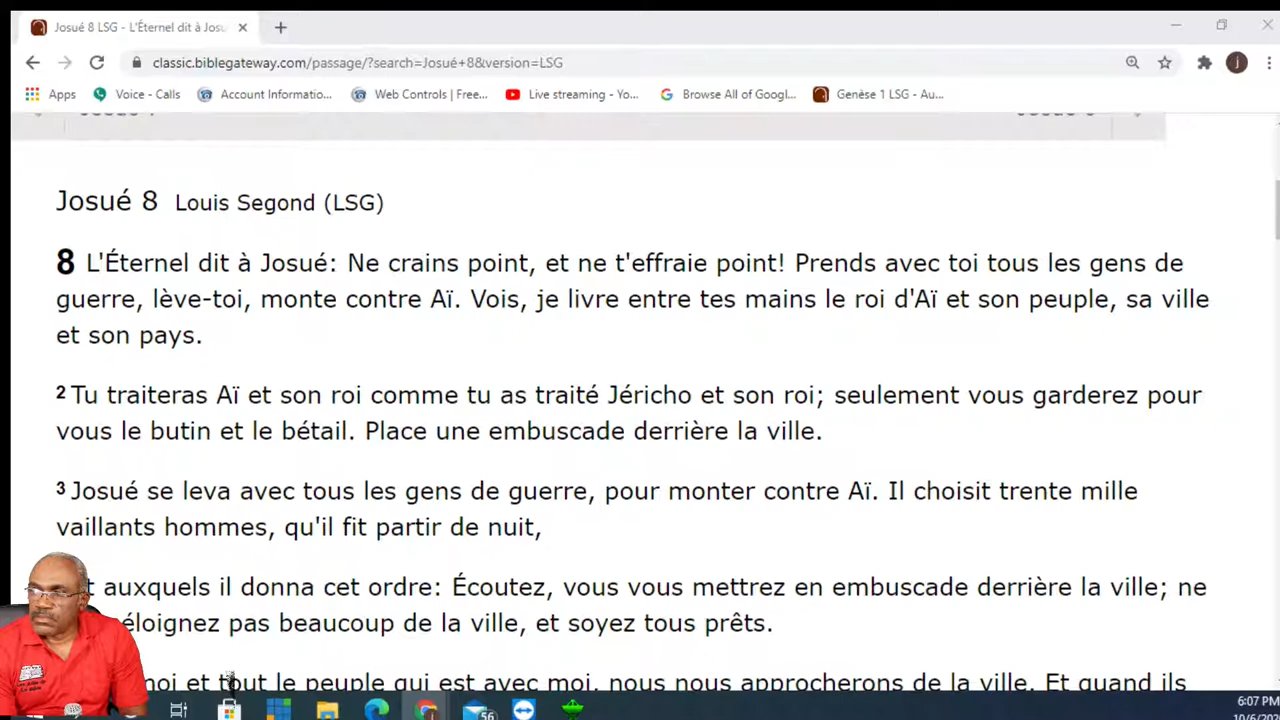 Josué 8 LSG - L'Éternel dit à Josu
classic.biblegateway.com/passage/?search=Josué+8&version=LSG
j
Apps Voice - Calls Account Informatio... Web Controls | Free... Live streaming - Yo... Browse All of Googl... Genèse 1 LSG - Au...
Josué 8 Louis Segond (LSG)
8 L'Éternel dit à Josué: Ne crains point, et ne t'effraie point! Prends avec toi tous les gens de
guerre, lève-toi, monte contre Aï. Vois, je livre entre tes mains le roi d'Aï et son peuple, sa ville
et son pays.
2 Tu traiteras Aï et son roi comme tu as traité Jéricho et son roi; seulement vous garderez pour
vous le butin et le bétail. Place une embuscade derrière la ville.
3 Josué se leva avec tous les gens de guerre, pour monter contre Aï. Il choisit trente mille
vaillants hommes, qu'il fit partir de nuit,
auxquels il donna cet ordre: Écoutez, vous vous mettrez en embuscade derrière la ville; ne
éloignez pas beaucoup de la ville, et soyez tous prêts.
moi et tout le peuple qui est avec moi, nous nous approcherons de la ville. Et quand ils
56
6:07 PM